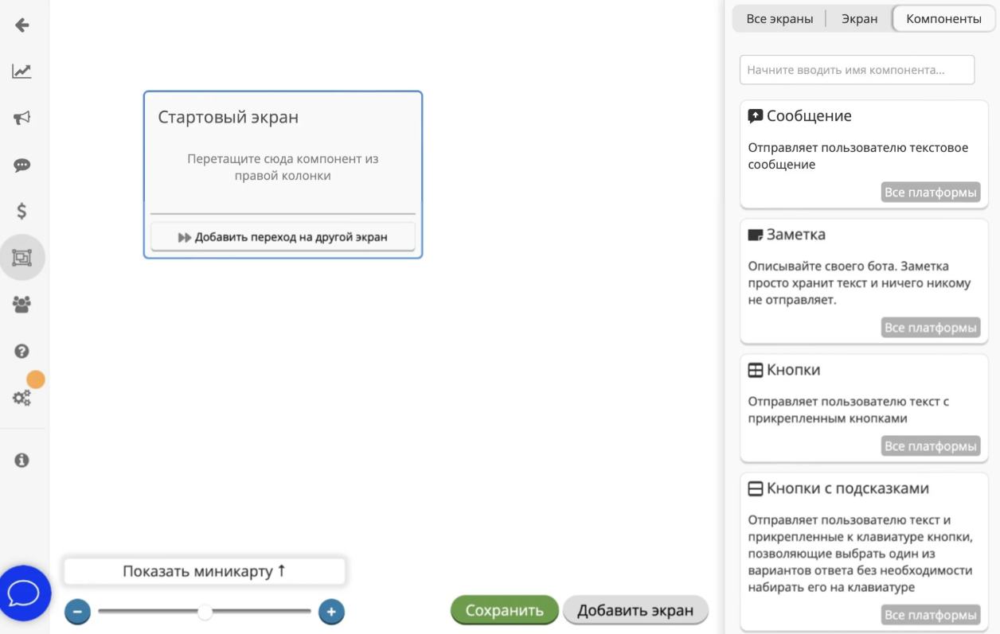 Все экраны
Экран
Компоненты
Начните вводить имя компонента...
Стартовый экран
Перетащите сюда компонент из
правой колонки
Добавить переход на другой экран
Сообщение
Отправляет пользователю текстовое
сообщение
Все платформы
Заметка
Описывайте своего бота. Заметка
просто хранит текст и ничего никому
не отправляет.
Все платформы
Кнопки
Отправляет пользователю текст с
прикрепленным кнопками
Все платформы
Кнопки с подсказками
Отправляет пользователю текст и
прикрепленные к клавиатуре кнопки,
позволяющие выбрать один из
вариантов ответа без необходимости
набирать его на клавиатуре
Все платформы
Показать миникарту ↑
Сохранить
Добавить экран